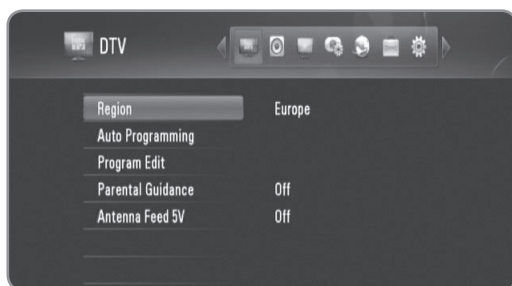 DTV
Region Europe
Auto Programming
Program Edit
Parental Guidance Off
Antenna Feed 5V Off